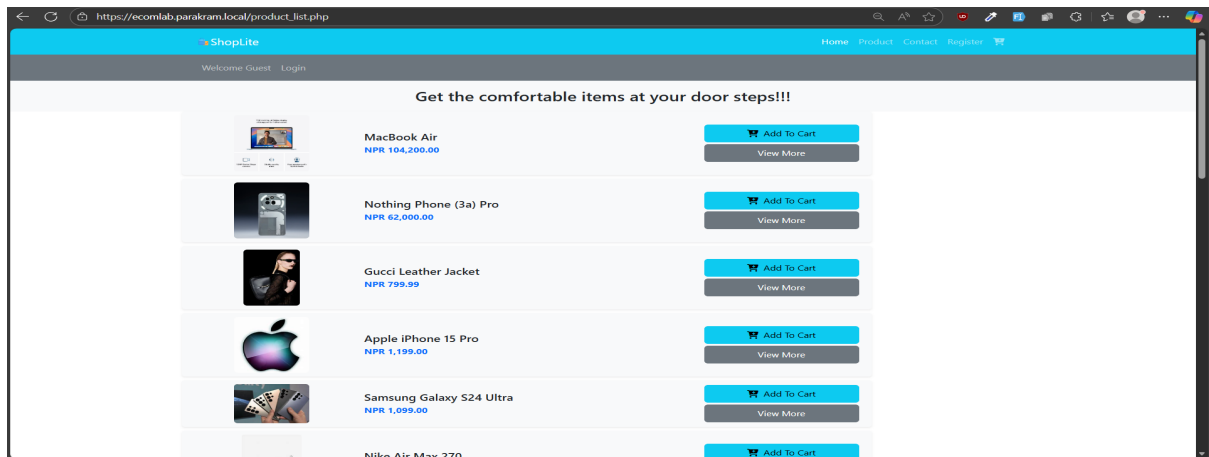 https://ecomlab.parakram.local/product_list.php
ShopLite
Home Product Contact Register
Welcome Guest Login
Get the comfortable items at your door steps!!!
MacBook Air
NPR 104,200.00
Add To Cart
View More
Nothing Phone (3a) Pro
NPR 62,000.00
Add To Cart
View More
Gucci Leather Jacket
NPR 799.99
Add To Cart
View More
Apple iPhone 15 Pro
NPR 1,199.00
Add To Cart
View More
Samsung Galaxy S24 Ultra
NPR 1,099.00
Add To Cart
View More
Nike Air Max 270
Add To Cart